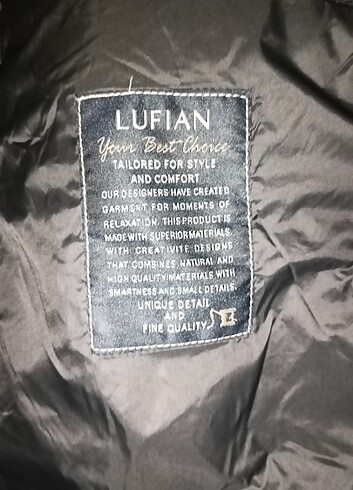 LUFIAN
Your Best Choice
TAILORED FOR STYLE
AND COMFORT
OUR DESIGNERS HAVE CREATED
GARMENT FOR MOMENTS OF
RELAXATION. THIS PRODUCT IS
MADE WITH SUPERIOR MATERIALS.
WITH CREATIVITE DESIGNS
THAT COMBINES NATURAL AND
HIGH QUALITY MATERIALS WITH
SMARTNESS AND SMALL DETAILS.
UNIQUE DETAIL
AND
FINE QUALITY